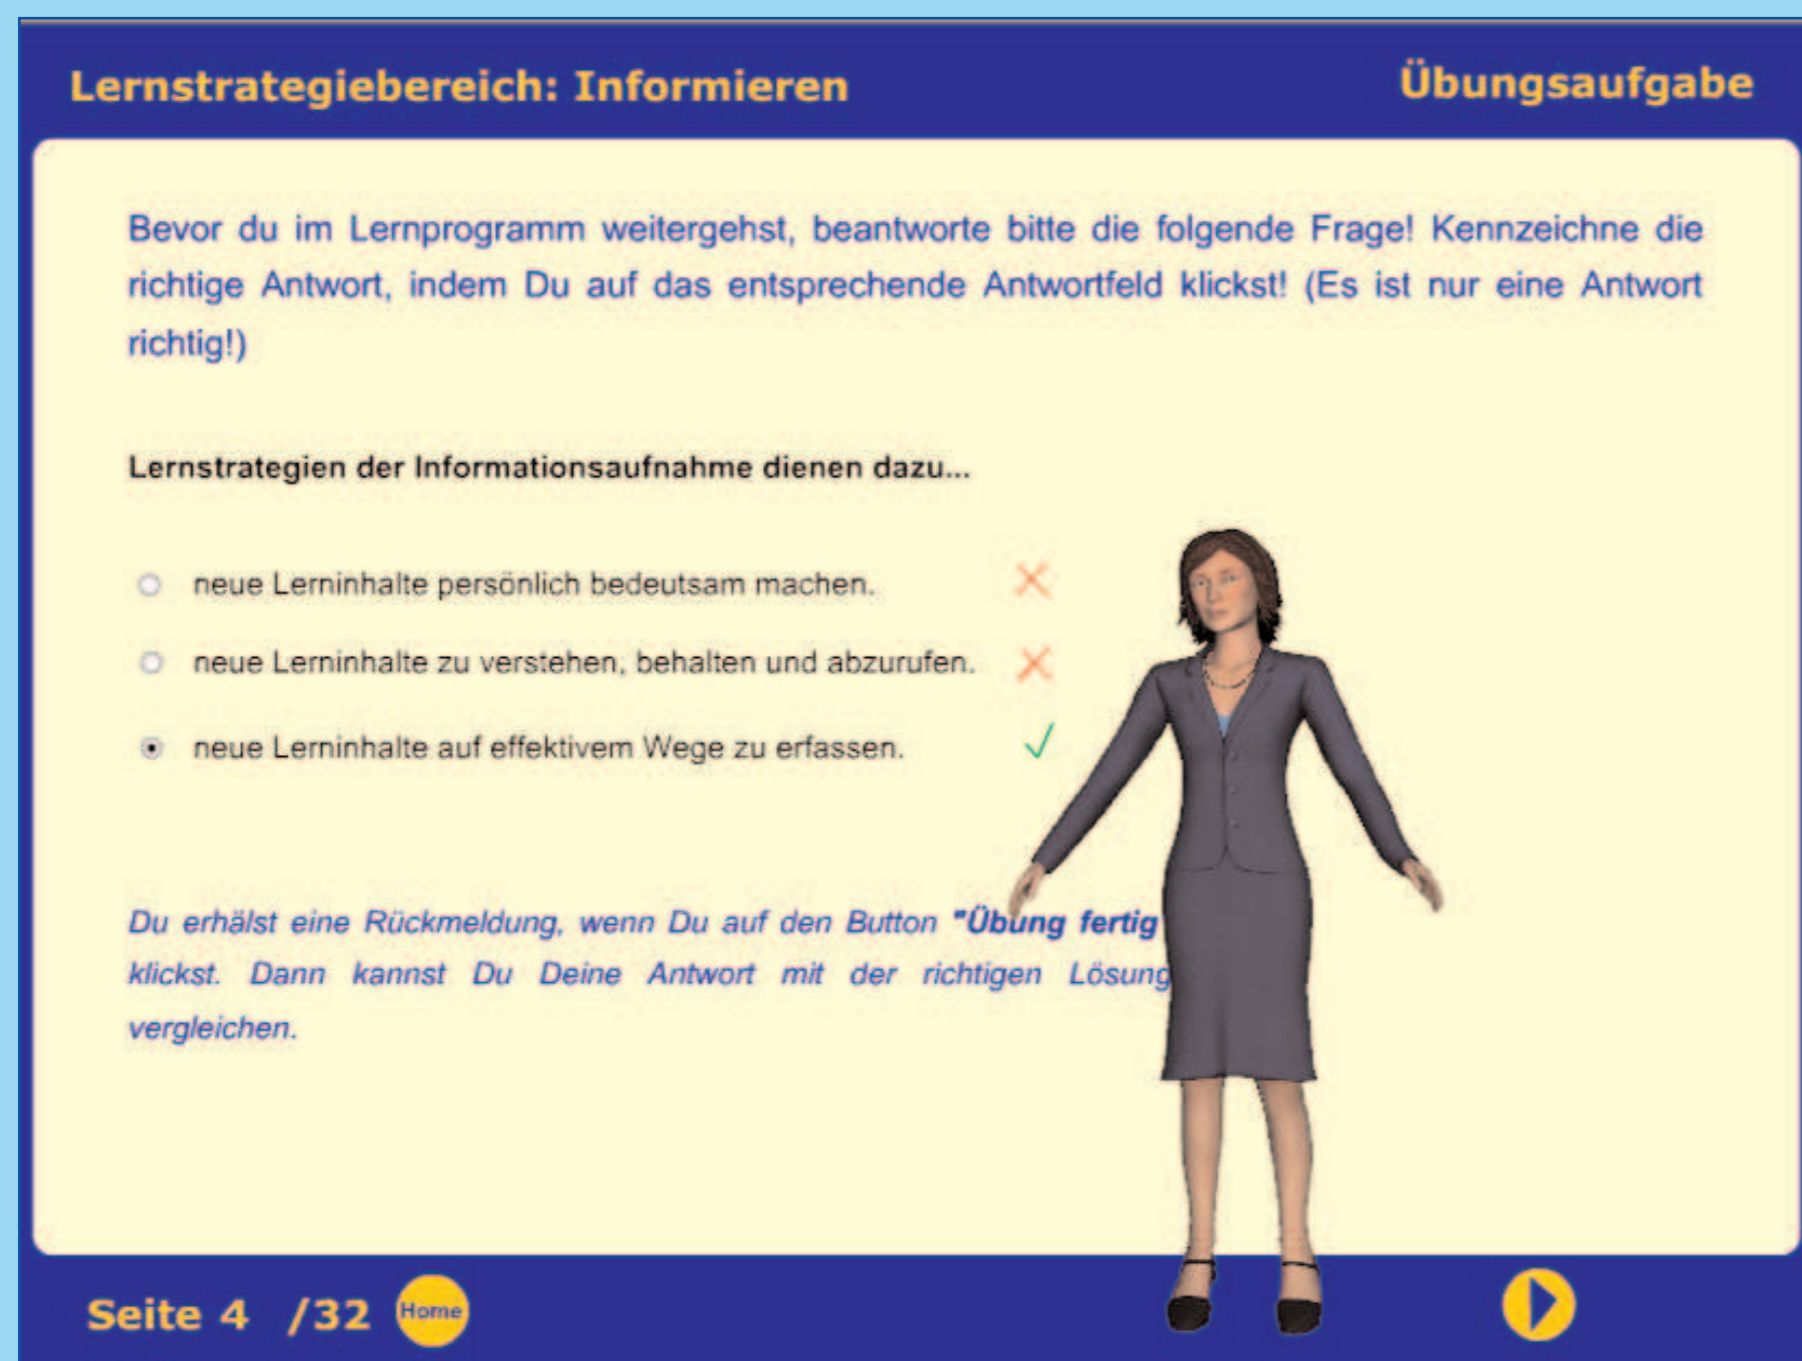 Lernstrategiebereich: Informieren
Übungsaufgabe
Bevor du im Lernprogramm weitergehst, beantworte bitte die folgende Frage! Kennzeichne die
richtige Antwort, indem Du auf das entsprechende Antwortfeld klickst! (Es ist nur eine Antwort
richtig!)
Lernstrategien der Informationsaufnahme dienen dazu...
neue Lerninhalte persönlich bedeutsam machen.
neue Lerninhalte zu verstehen, behalten und abzurufen.
neue Lerninhalte auf effektivem Wege zu erfassen.
Du erhälst eine Rückmeldung, wenn Du auf den Button "Übung fertig
klickst. Dann kannst Du Deine Antwort mit der richtigen Lösung
vergleichen.
Seite 4 /32 Home